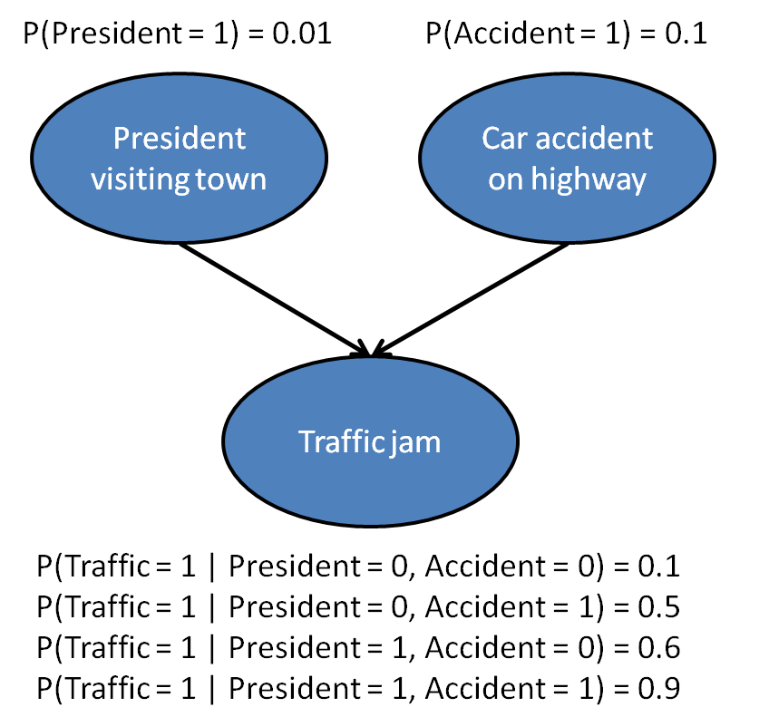 P(President = 1) = 0.01
P(Accident = 1) = 0.1
President
visiting town
Car accident
on highway
Traffic jam
P(Traffic = 1 | President = 0, Accident = 0) = 0.1
P(Traffic = 1 | President = 0, Accident = 1) = 0.5
P(Traffic = 1 | President = 1, Accident = 0) = 0.6
P(Traffic = 1 | President = 1, Accident = 1) = 0.9